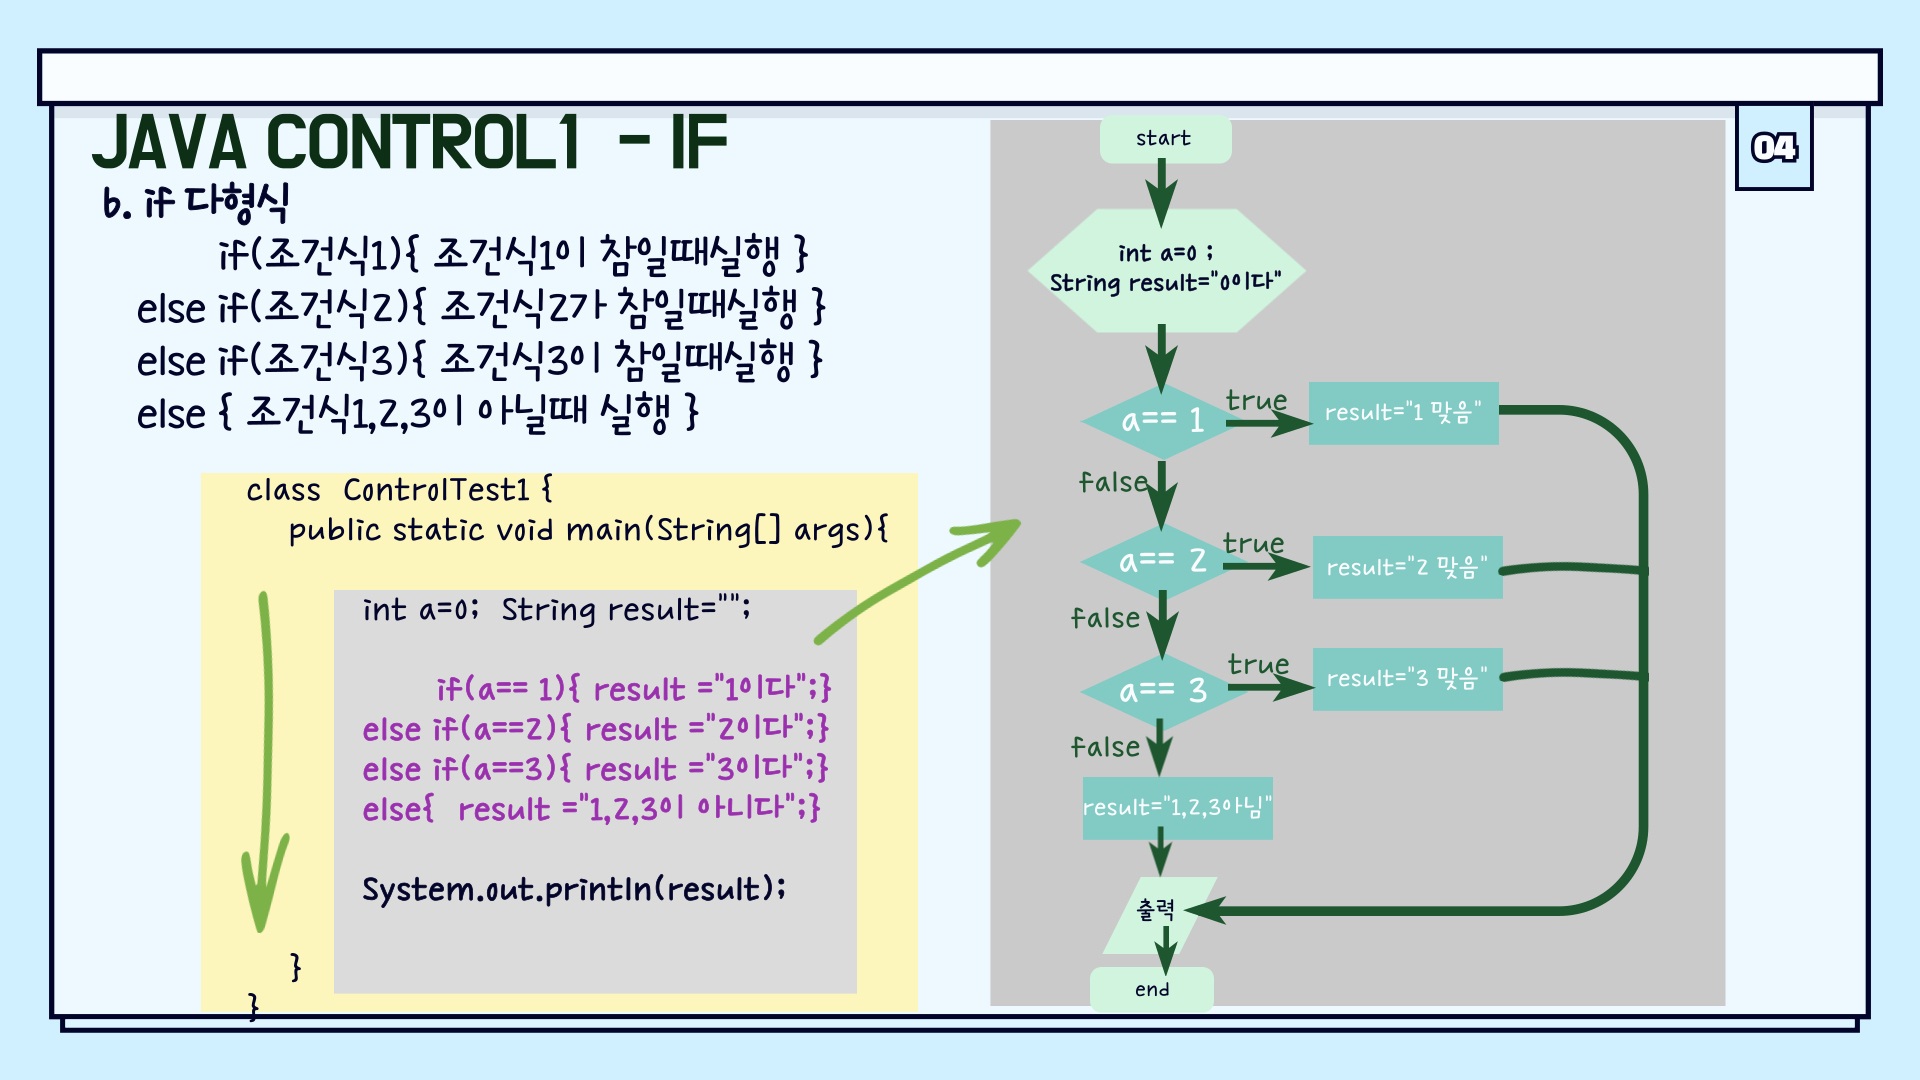 JAVA CONTROL1 - IF
04
b. if 다형식
if(조건식1){ 조건식1이 참일때실행 }
else if(조건식2){ 조건식2가 참일때실행 }
else if(조건식3){ 조건식3이 참일때실행 }
else { 조건식1,2,3이 아닐때 실행 }
class ControlTest1 {
public static void main(String[] args){
int a=0; String result="";
if(a== 1){ result ="1이다";}
else if(a==2){ result ="2이다";}
else if(a==3){ result ="3이다";}
else{ result ="1,2,3이 아니다";}
System.out.println(result);
}
}
start
int a=0 ;
String result="0이다"
a== 1
true
result="1 맞음"
false
a== 2
true
result="2 맞음"
false
a== 3
true
result="3 맞음"
false
result="1,2,3아님"
출력
end